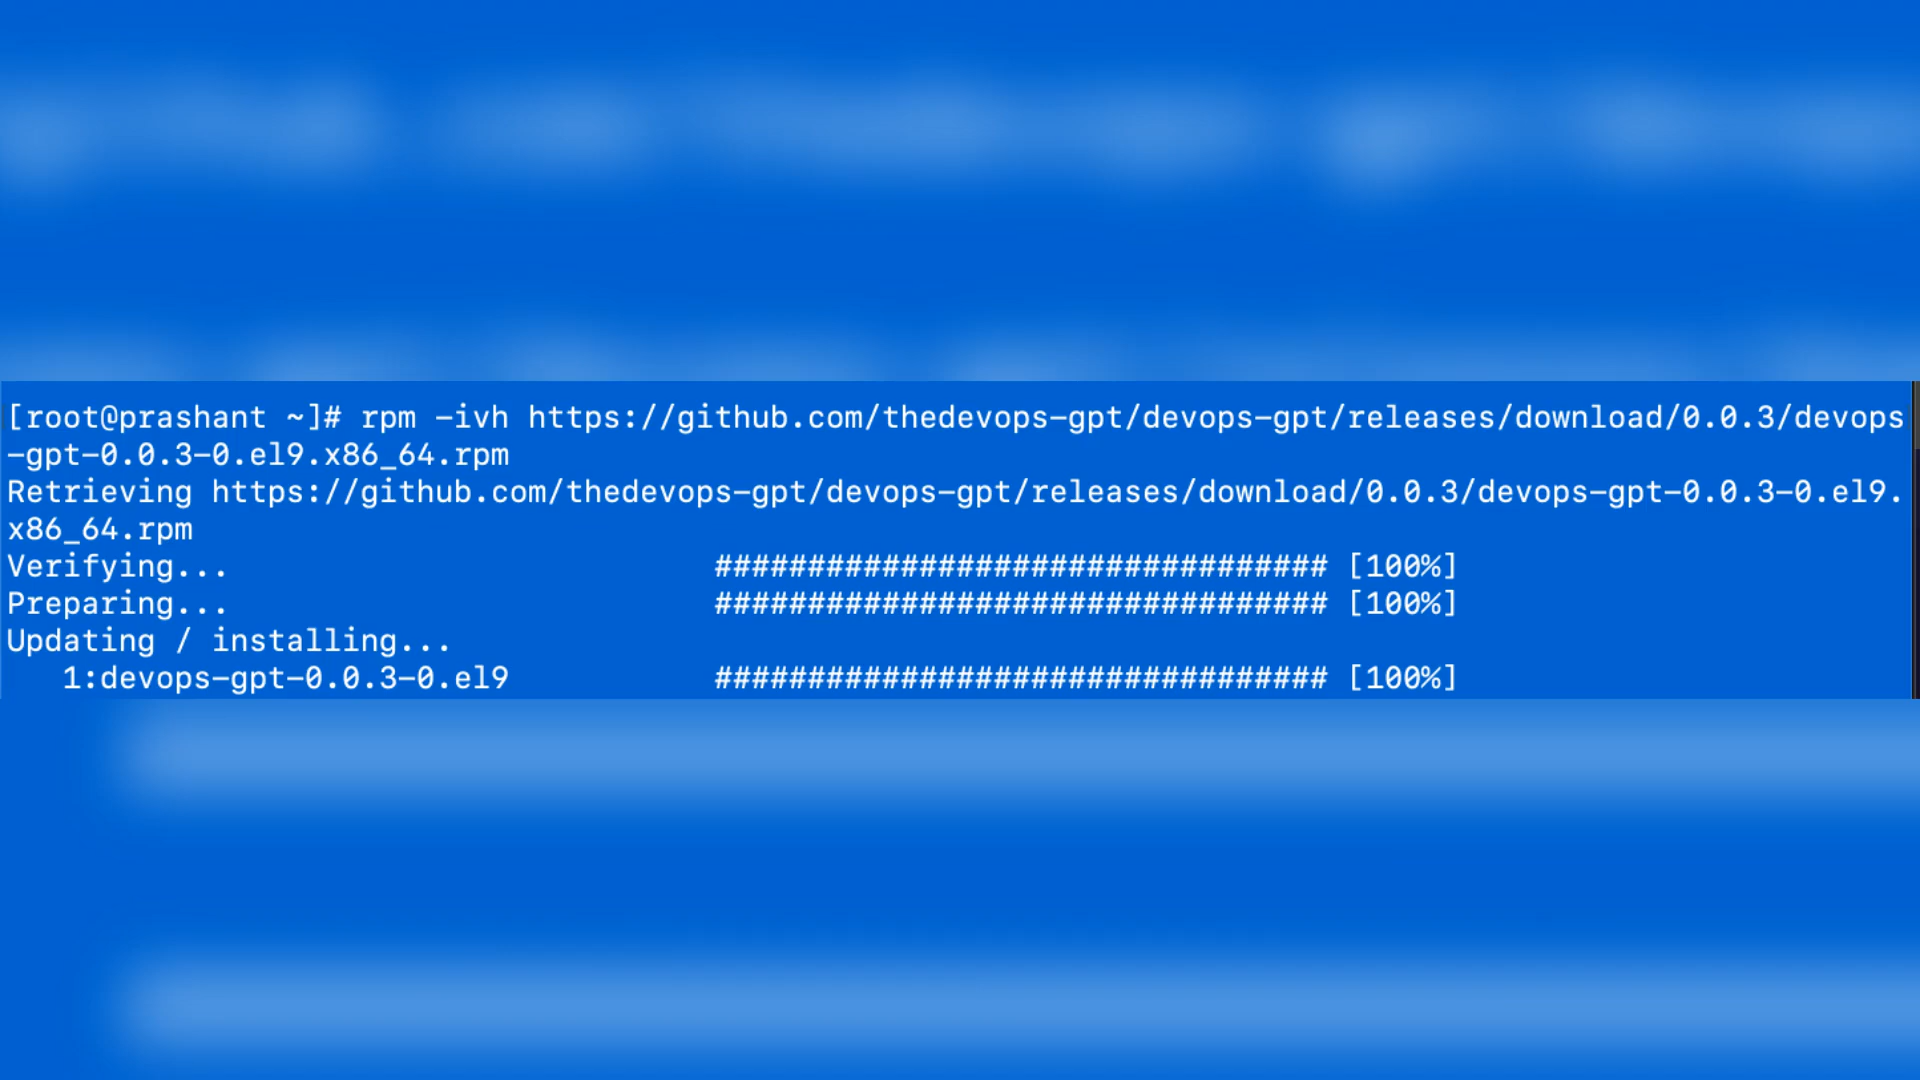 [root@prashant ~]# rpm -ivh https://github.com/thedevops-gpt/devops-gpt/releases/download/0.0.3/devops
-gpt-0.0.3-0.el9.x86_64.rpm
Retrieving https://github.com/thedevops-gpt/devops-gpt/releases/download/0.0.3/devops-gpt-0.0.3-0.el9.
x86_64.rpm
Verifying... ################################# [100%]
Preparing... ################################# [100%]
Updating / installing...
1:devops-gpt-0.0.3-0.el9 ################################# [100%]